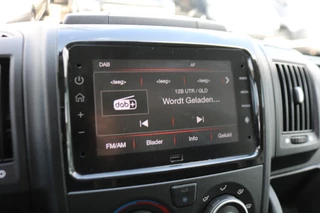 DAB AF
<leeg> <leeg> <leeg>
12B UTR / GLD
dab+
Wordt Geladen...
FM/AM Blader Info Geluid